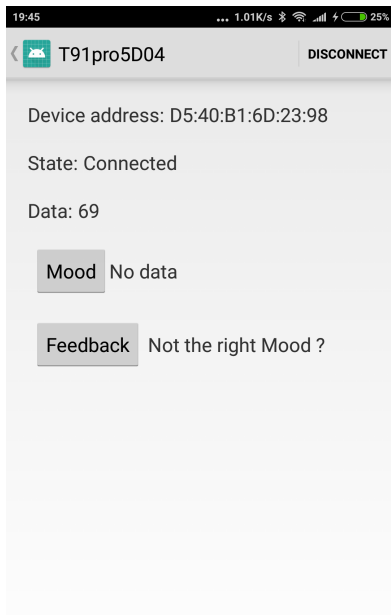 19:45 ... 1.01K/s 25%
T91pro5D04 DISCONNECT
Device address: D5:40:B1:6D:23:98
State: Connected
Data: 69
Mood No data
Feedback Not the right Mood ?